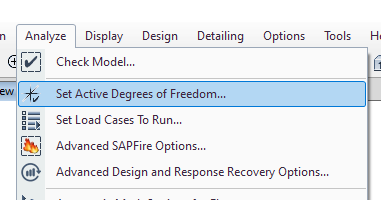 Analyze Display Design Detailing Options Tools
Check Model...
ew
Set Active Degrees of Freedom...
Set Load Cases To Run...
Advanced SAPFire Options...
Advanced Design and Response Recovery Options...